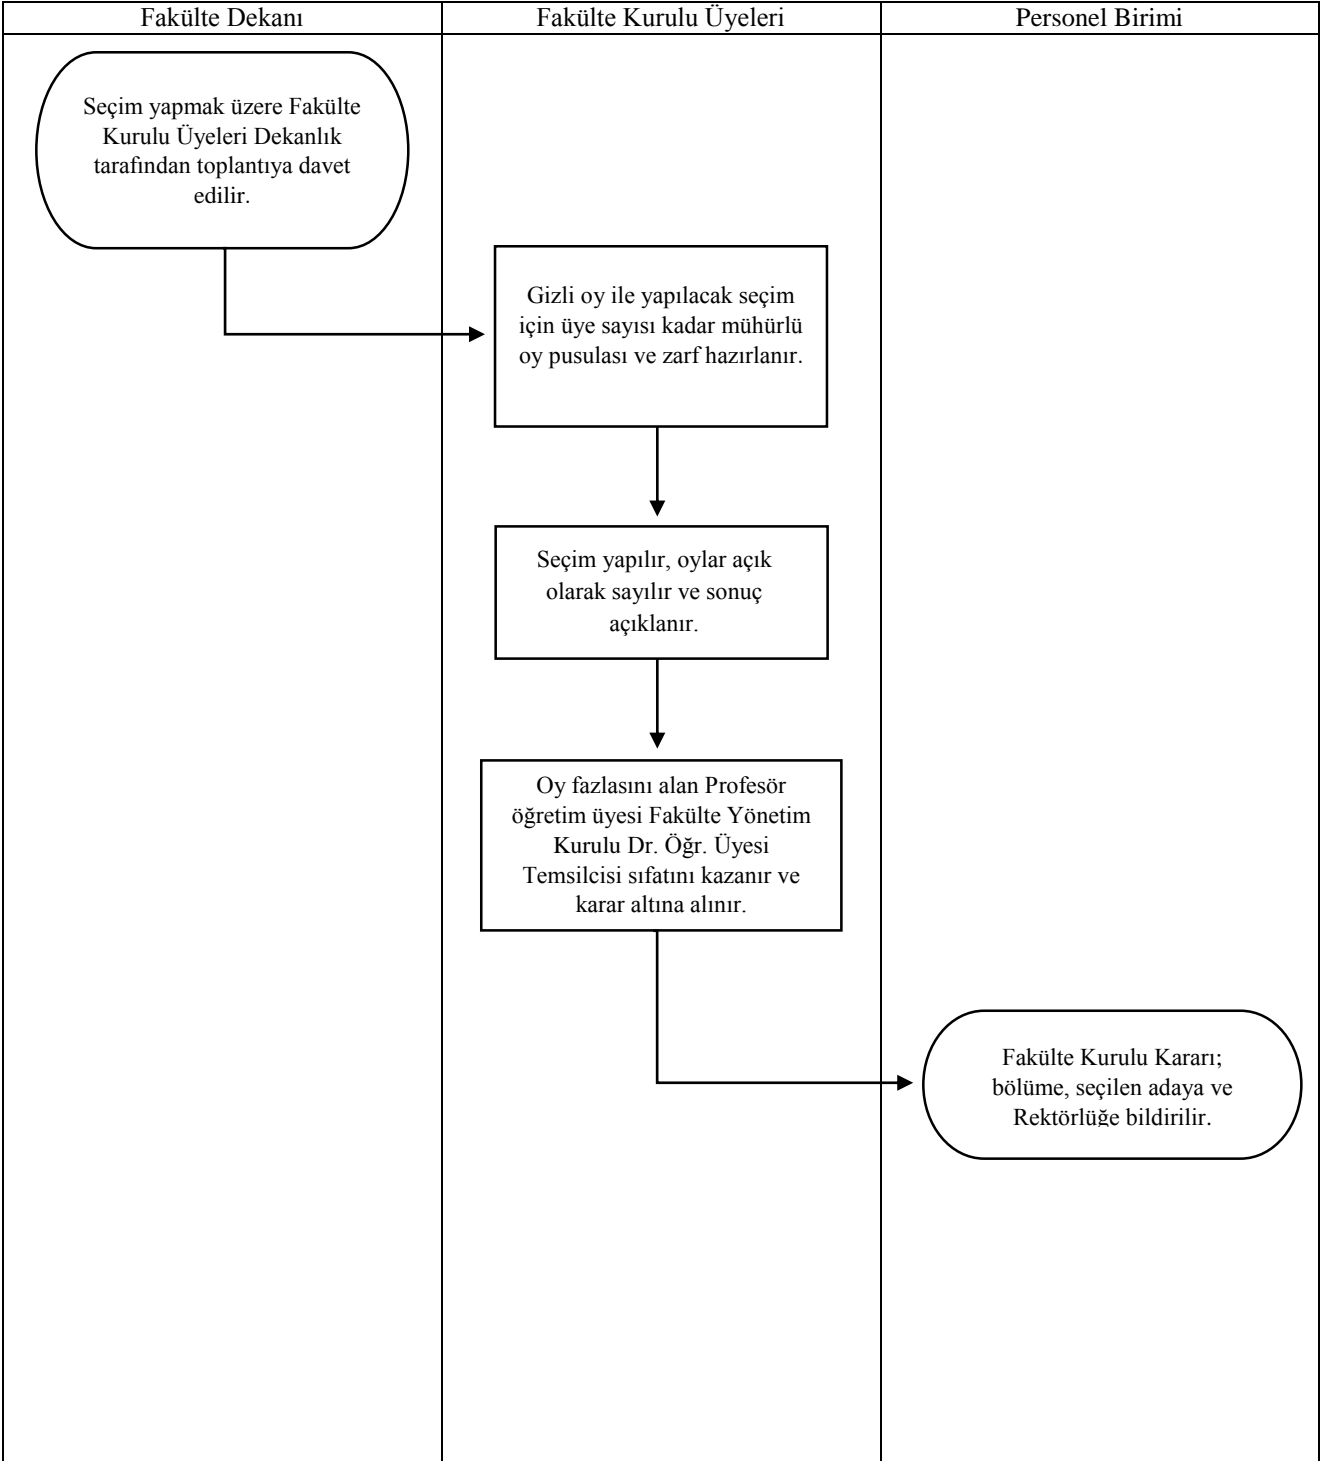 Fakülte Dekanı
Fakülte Kurulu Üyeleri
Personel Birimi
Seçim yapmak üzere Fakülte
Kurulu Üyeleri Dekanlık
tarafından toplantıya davet
edilir.
Gizli oy ile yapılacak seçim
için üye sayısı kadar mühürlü
oy pusulası ve zarf hazırlanır.
Seçim yapılır, oylar açık
olarak sayılır ve sonuç
açıklanır.
Oy fazlasını alan Profesör
öğretim üyesi Fakülte Yönetim
Kurulu Dr. Öğr. Üyesi
Temsilcisi sıfatını kazanır ve
karar altına alınır.
Fakülte Kurulu Kararı;
bölüme, seçilen adaya ve
Rektörlüğe bildirilir.